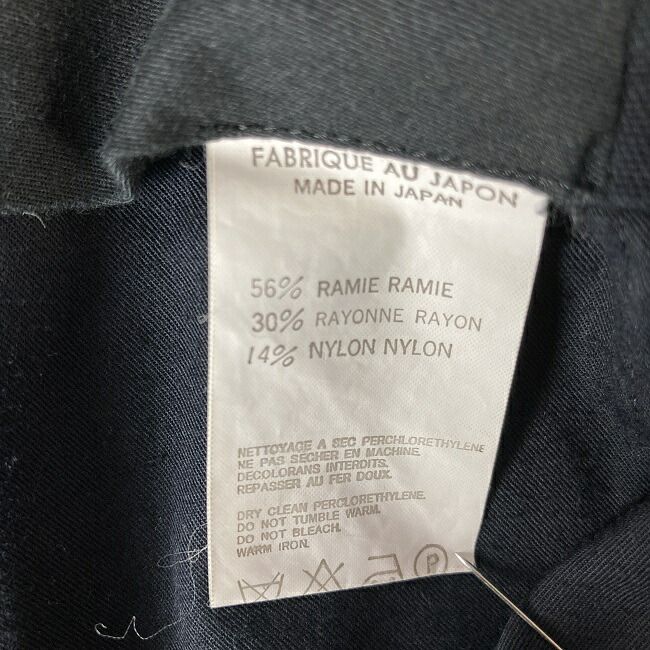 FABRIQUE AU JAPON
MADE IN JAPAN
56% RAMIE RAMIE
30% RAYONNE RAYON
14% NYLON NYLON
NETTOYAGE A SEC PERCHLORETHYLENE
NE PAS SECHER EN MACHINE.
DECOLORANS INTERDITS.
REPASSER AU FER DOUX.
DRY CLEAN PERCLORETHYLENE.
DO NOT TUMBLE WARM.
DO NOT BLEACH.
WARM IRON.
P